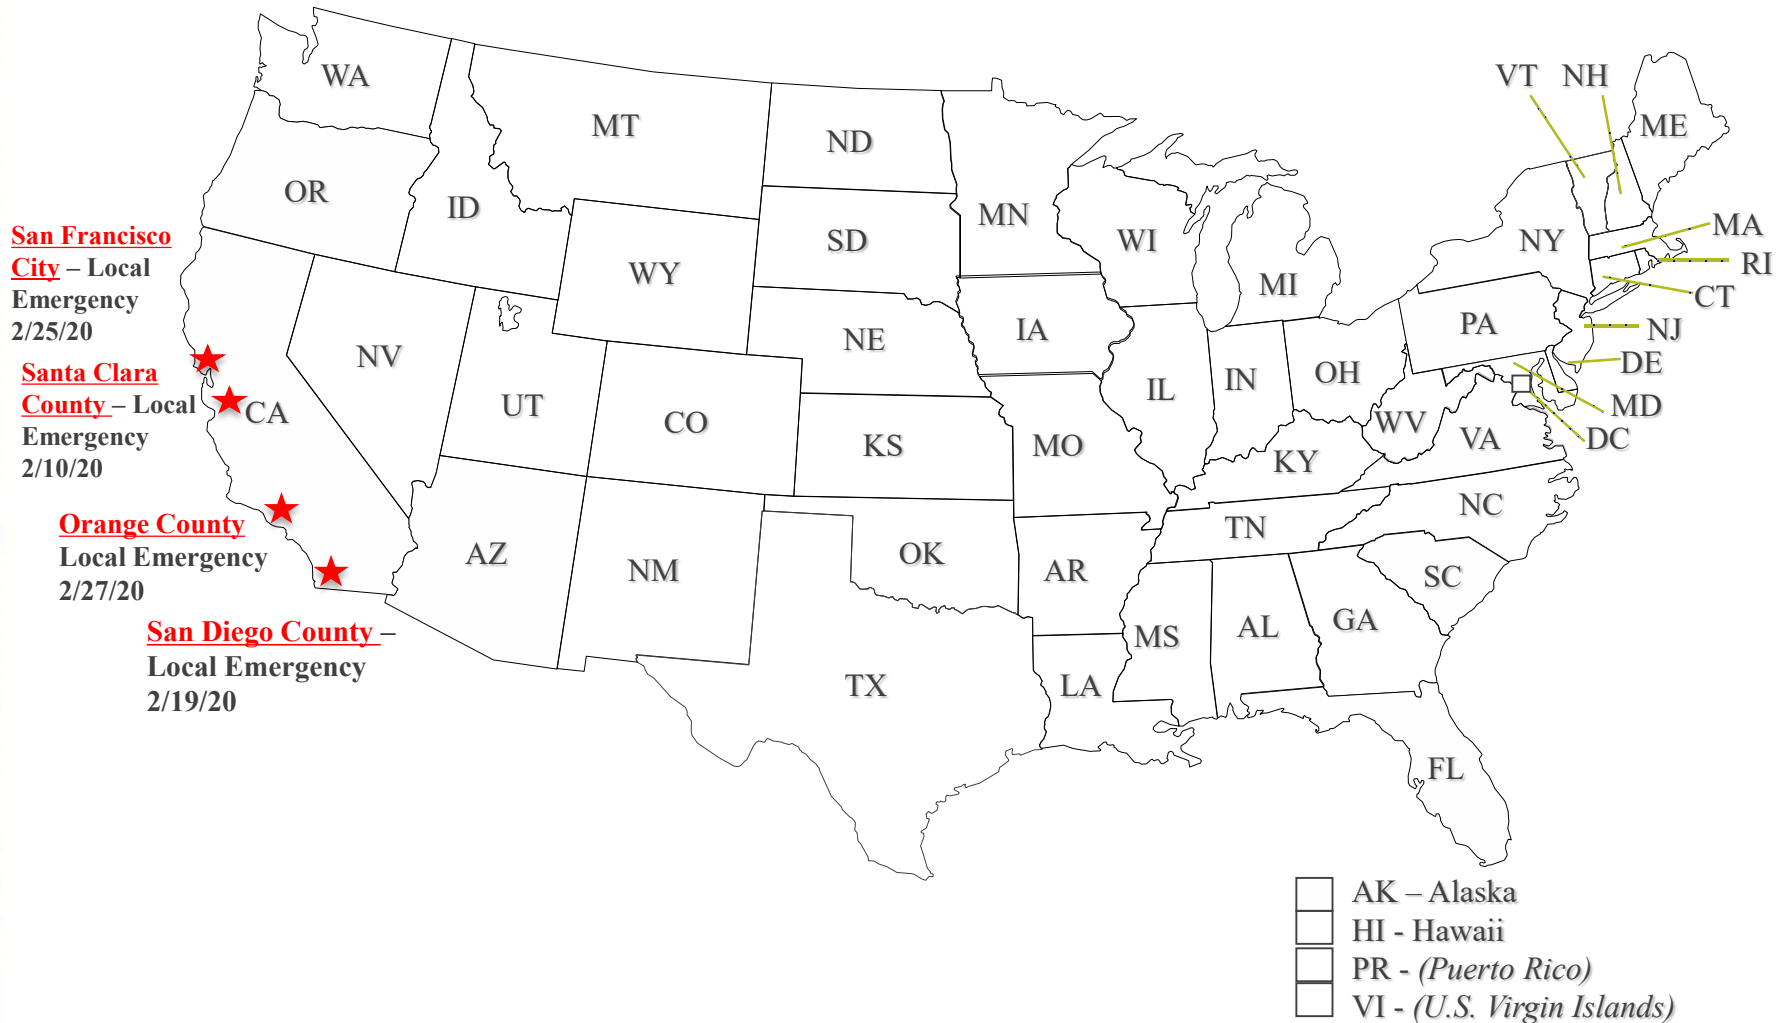 WA
MT
ND
MN
OR
ID
SD
WI
MI
NY
VT
NH
ME
MA
RI
CT
NJ
DE
MD
DC
San Francisco
City – Local
Emergency
2/25/20
Santa Clara
County – Local
Emergency
2/10/20
Orange County
Local Emergency
2/27/20
San Diego County –
Local Emergency
2/19/20
WY
NE
IA
PA
NV
UT
CO
CA
KS
MO
IL
IN
OH
WV
VA
KY
NC
TN
AZ
NM
OK
AR
SC
MS
AL
GA
TX
LA
FL
AK – Alaska
HI - Hawaii
PR - (Puerto Rico)
VI - (U.S. Virgin Islands)